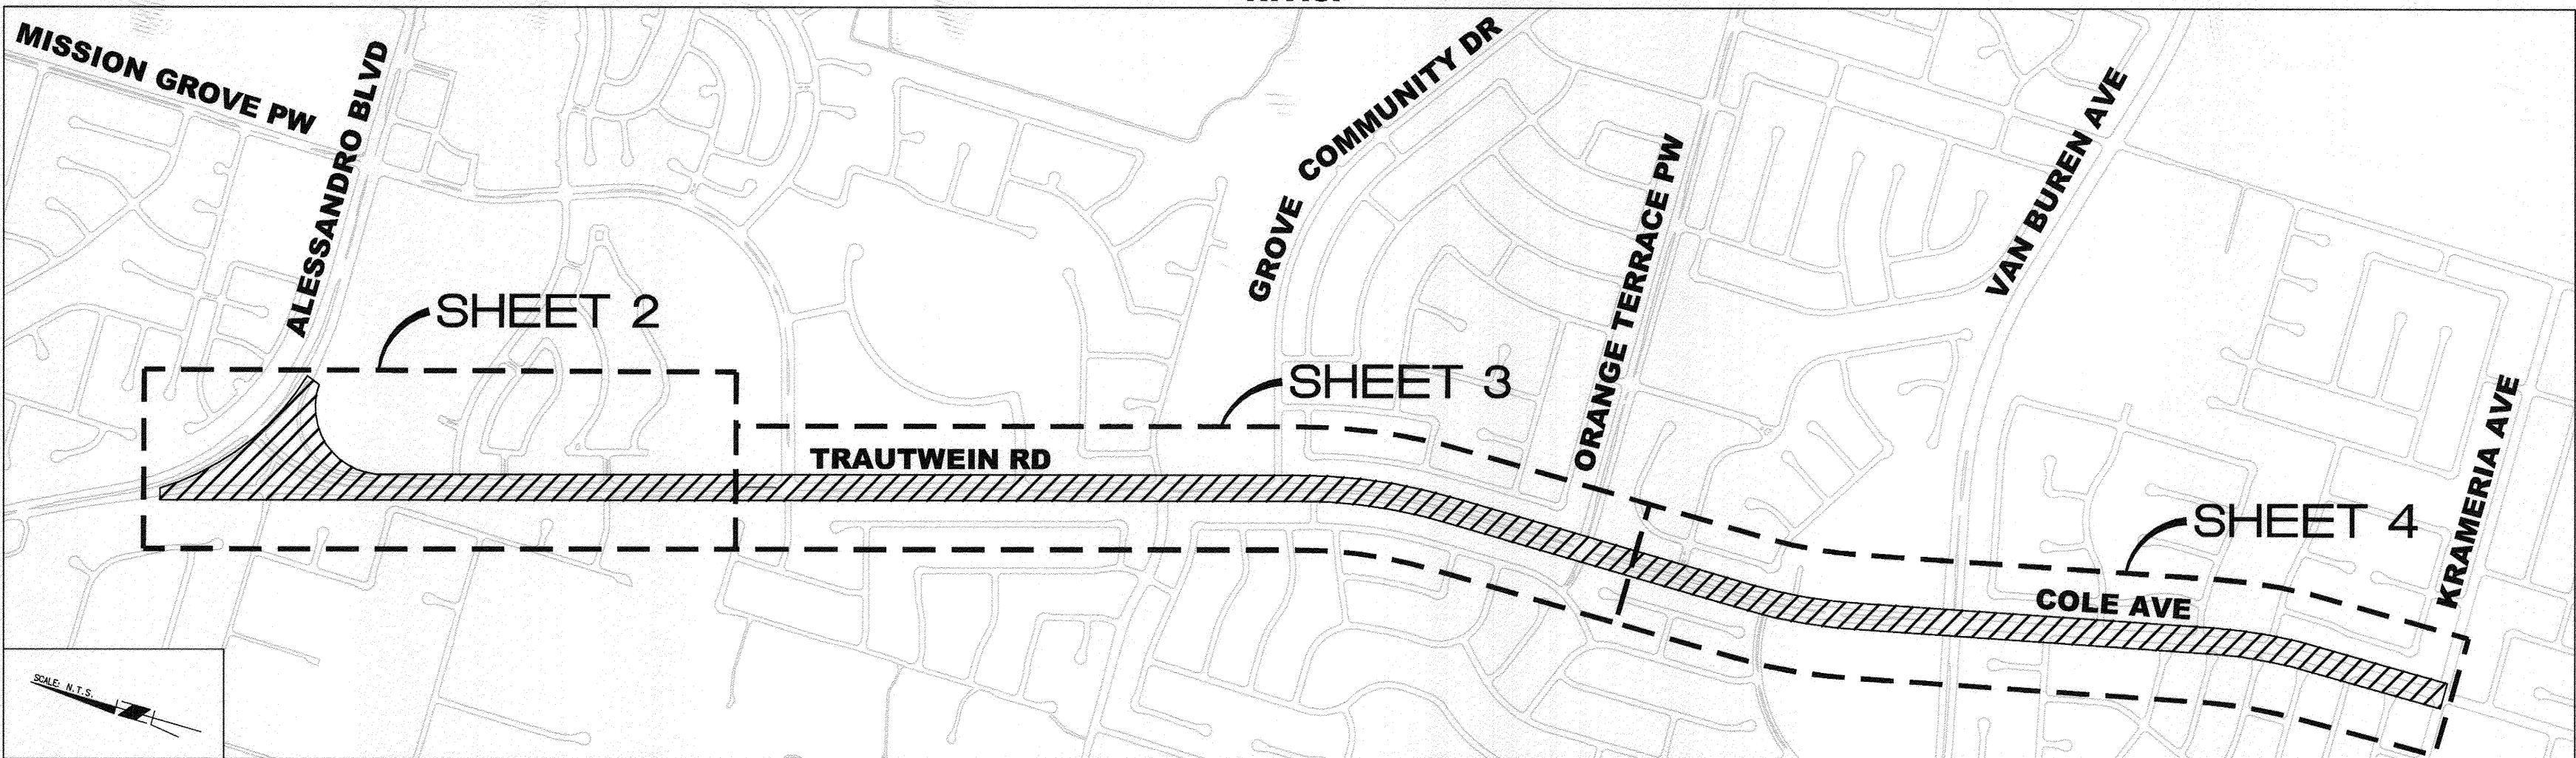 MISSION GROVE PW
ALESSANDRO BLVD
GROVE COMMUNITY DR
ORANGE TERRACE PW
VAN BUREN AVE
KRAMERIA AVE
SHEET 2
SHEET 3
SHEET 4
TRAUTWEIN RD
COLE AVE
SCALE: N.T.S.